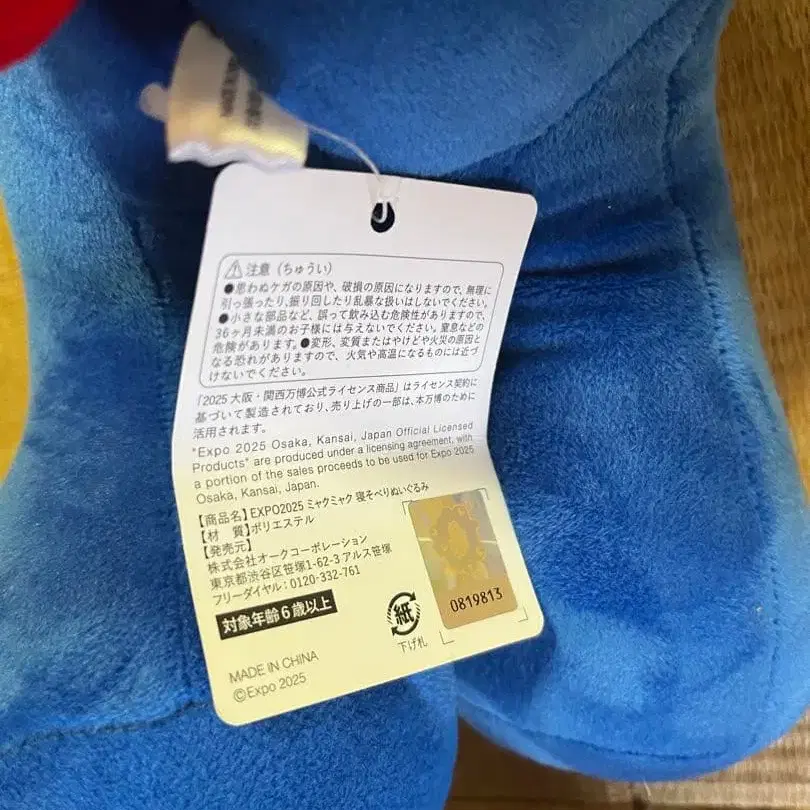 注意（ちゅうい）
●思わぬケガの原因や、破損の原因になりますので、無理に
引っ張ったり、振り回したり乱暴な扱いはしないでください。
●小さな部品など、誤って飲み込む危険性がありますので、
36ヶ月未満のお子様には与えないでください。窒息などの
危険があります。●変形、変質またはやけどや火災の原因と
なる恐れがありますので、火気や高温になるものには近づ
けないでください。
「2025 大阪・関西万博公式ライセンス商品」はライセンス契約に
基づいて製造されており、売り上げの一部は、本万博のために
活用されます。
"Expo 2025 Osaka, Kansai, Japan Official Licensed
Products" are produced under a licensing agreement, with
a portion of the sales proceeds to be used for Expo 2025
Osaka, Kansai, Japan.
【商品名】EXPO2025 ミャクミャク 寝そべりぬいぐるみ
【材　質】ポリエステル
【発売元】
株式会社オークコーポレーション
東京都渋谷区笹塚1-62-3 アルス笹塚
フリーダイヤル：0120-332-761
対象年齢6歳以上
紙
下げ札
0819813
MADE IN CHINA
©Expo 2025